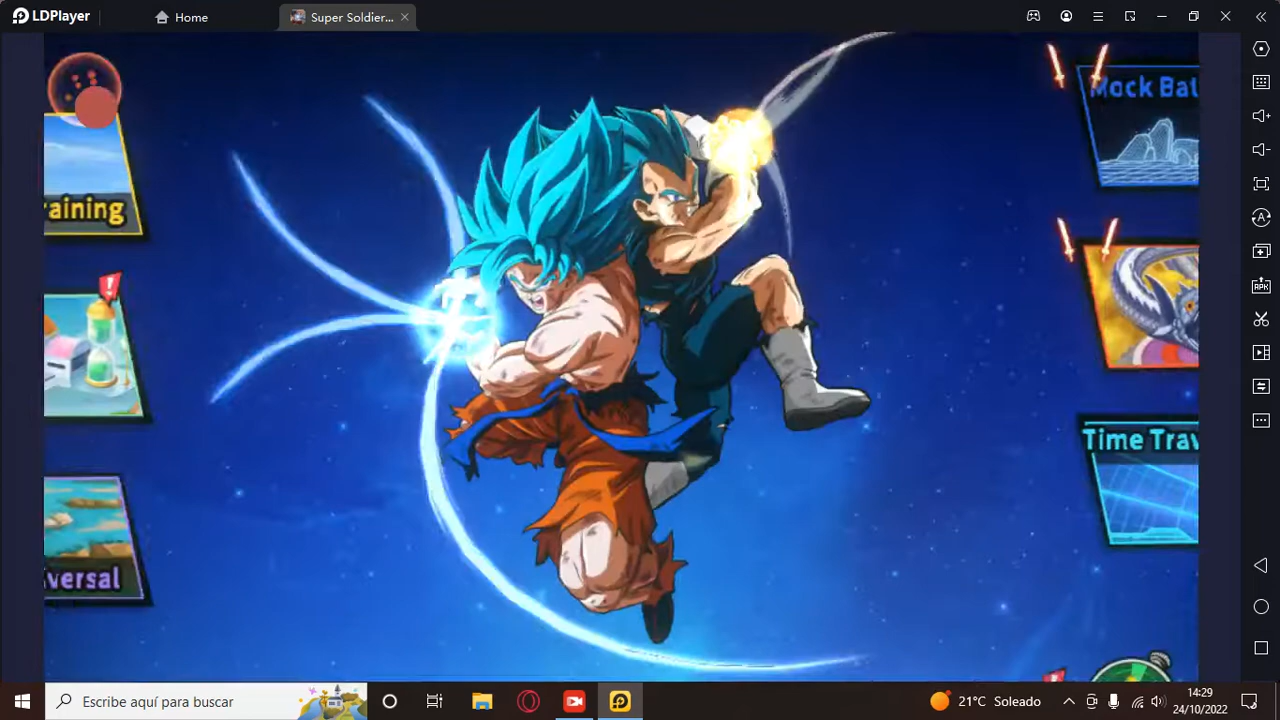 LDPlayer
Home
Super Soldier...
Mock Bat
raining
APK
Time Trav
versal
Escribe aquí para buscar
21°C Soleado
14:29
24/10/2022